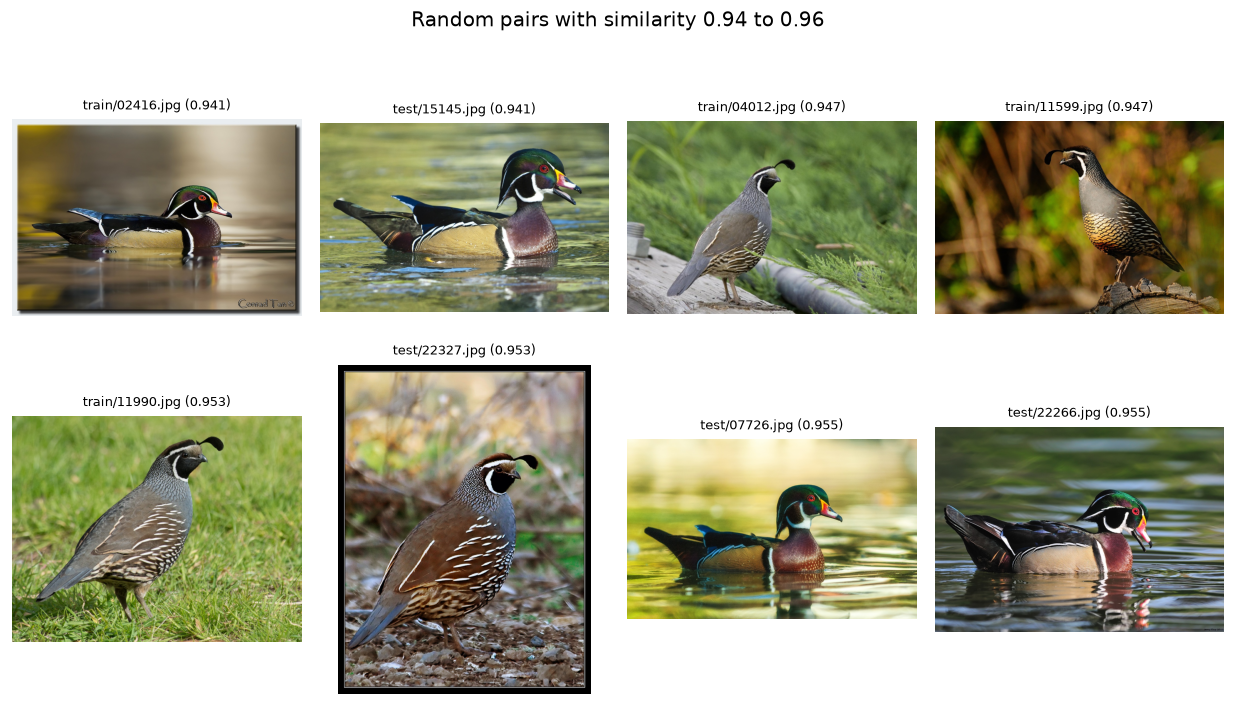 Random pairs with similarity 0.94 to 0.96
train/02416.jpg (0.941)
test/15145.jpg (0.941)
train/04012.jpg (0.947)
train/11599.jpg (0.947)
train/11990.jpg (0.953)
test/22327.jpg (0.953)
test/07726.jpg (0.955)
test/22266.jpg (0.955)